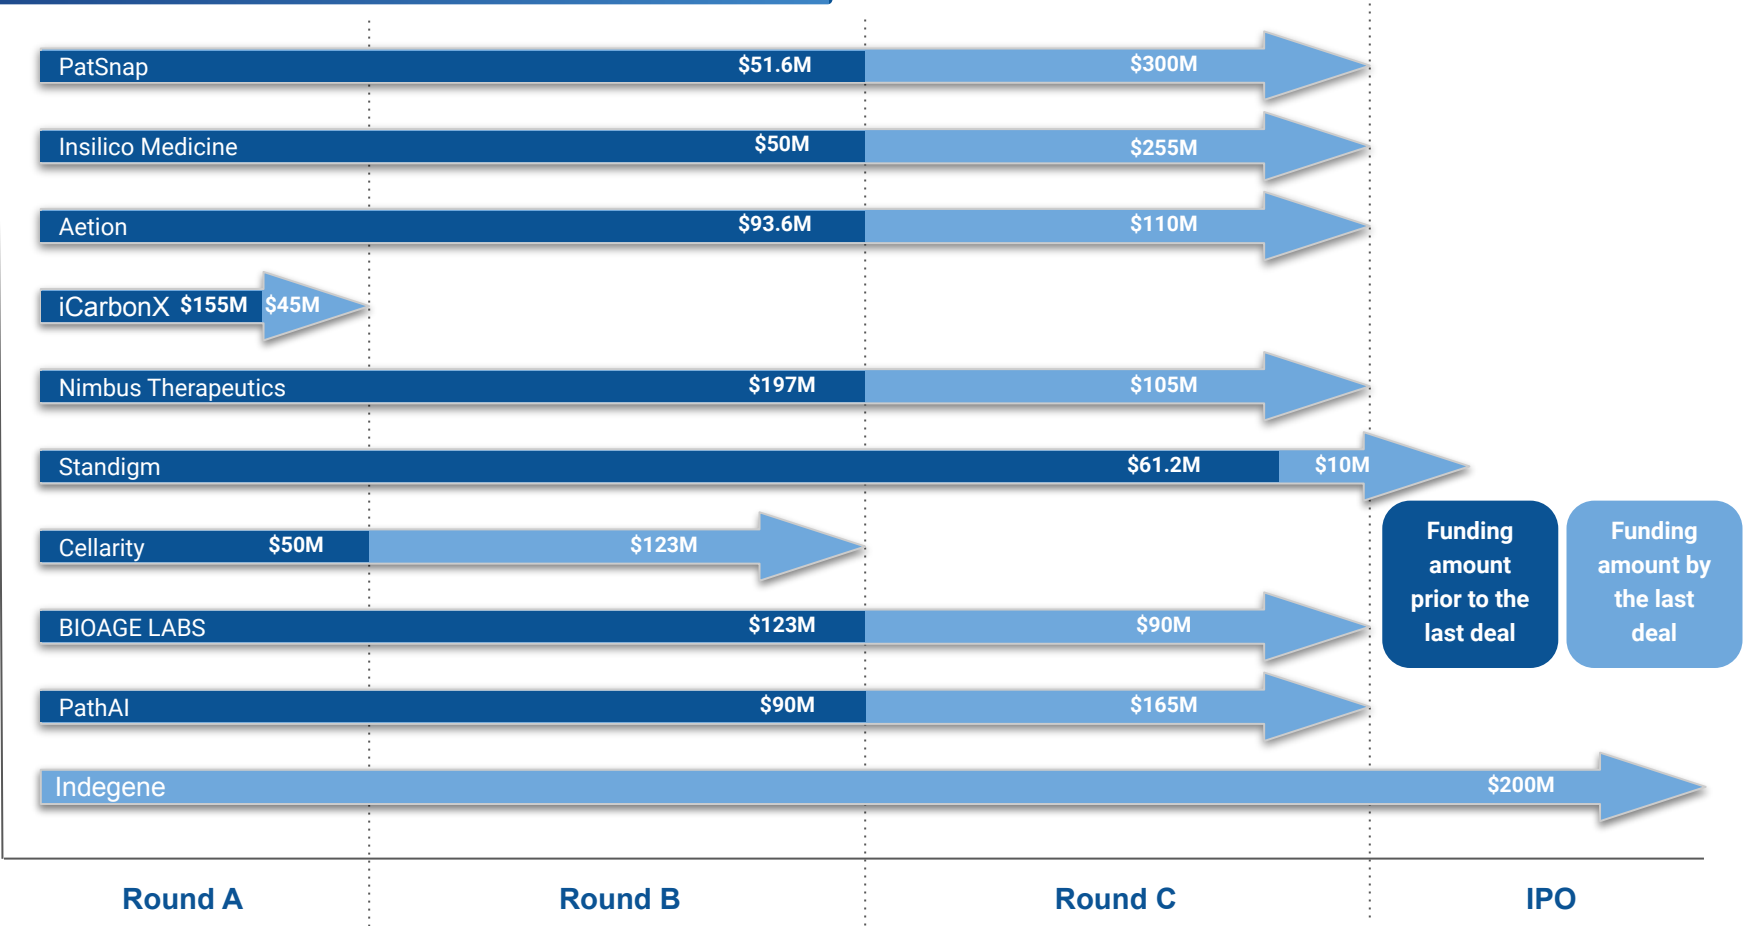 PatSnap $51.6M $300M
Insilico Medicine $50M $255M
Aetion $93.6M $110M
iCarbonX $155M $45M
Nimbus Therapeutics $197M $105M
Standigm $61.2M $10M
Cellarity $50M $123M
BIOAGE LABS $123M $90M
PathAI $90M $165M
Indegene $200M
Funding
amount
prior to the
last deal
Funding
amount by
the last
deal
Round A Round B Round C IPO